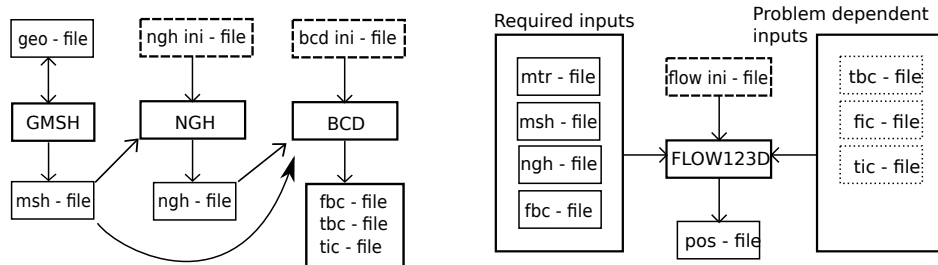 geo - file
ngh ini - file
bcd ini - file
GMSH
NGH
BCD
msh - file
ngh - file
fbc - file
tbc - file
tic - file
Required inputs
Problem dependent
inputs
mtr - file
msh - file
ngh - file
fbc - file
flow ini - file
FLOW123D
pos - file
tbc - file
fic - file
tic - file